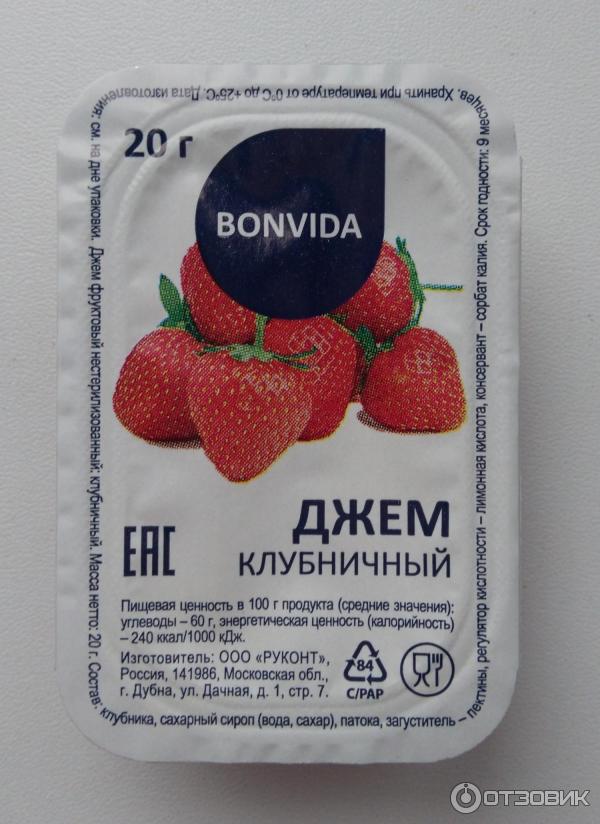 20 г
BONVIDA
ДЖЕМ
КЛУБНИЧНЫЙ
EAC
Пищевая ценность в 100 г продукта (средние значения):
углеводы – 60 г, энергетическая ценность (калорийность)
– 240 ккал/1000 кДж.
Изготовитель: ООО «РУКОНТ»,
Россия, 141986, Московская обл.,
г. Дубна, ул. Дачная, д. 1, стр. 7.
84
C/PAP
Джем фруктовый нестерилизованный: клубничный. Масса нетто: 20 г. Состав:
клубника, сахарный сироп (вода, сахар), патока, загуститель –
пектины, регулятор кислотности – лимонная кислота, консервант – сорбат калия. Срок годности: 9 месяцев.
Хранить при температуре от 0°С до +25°С. Дата изготовления:
см. на дне упаковки.
ОТЗОВИК